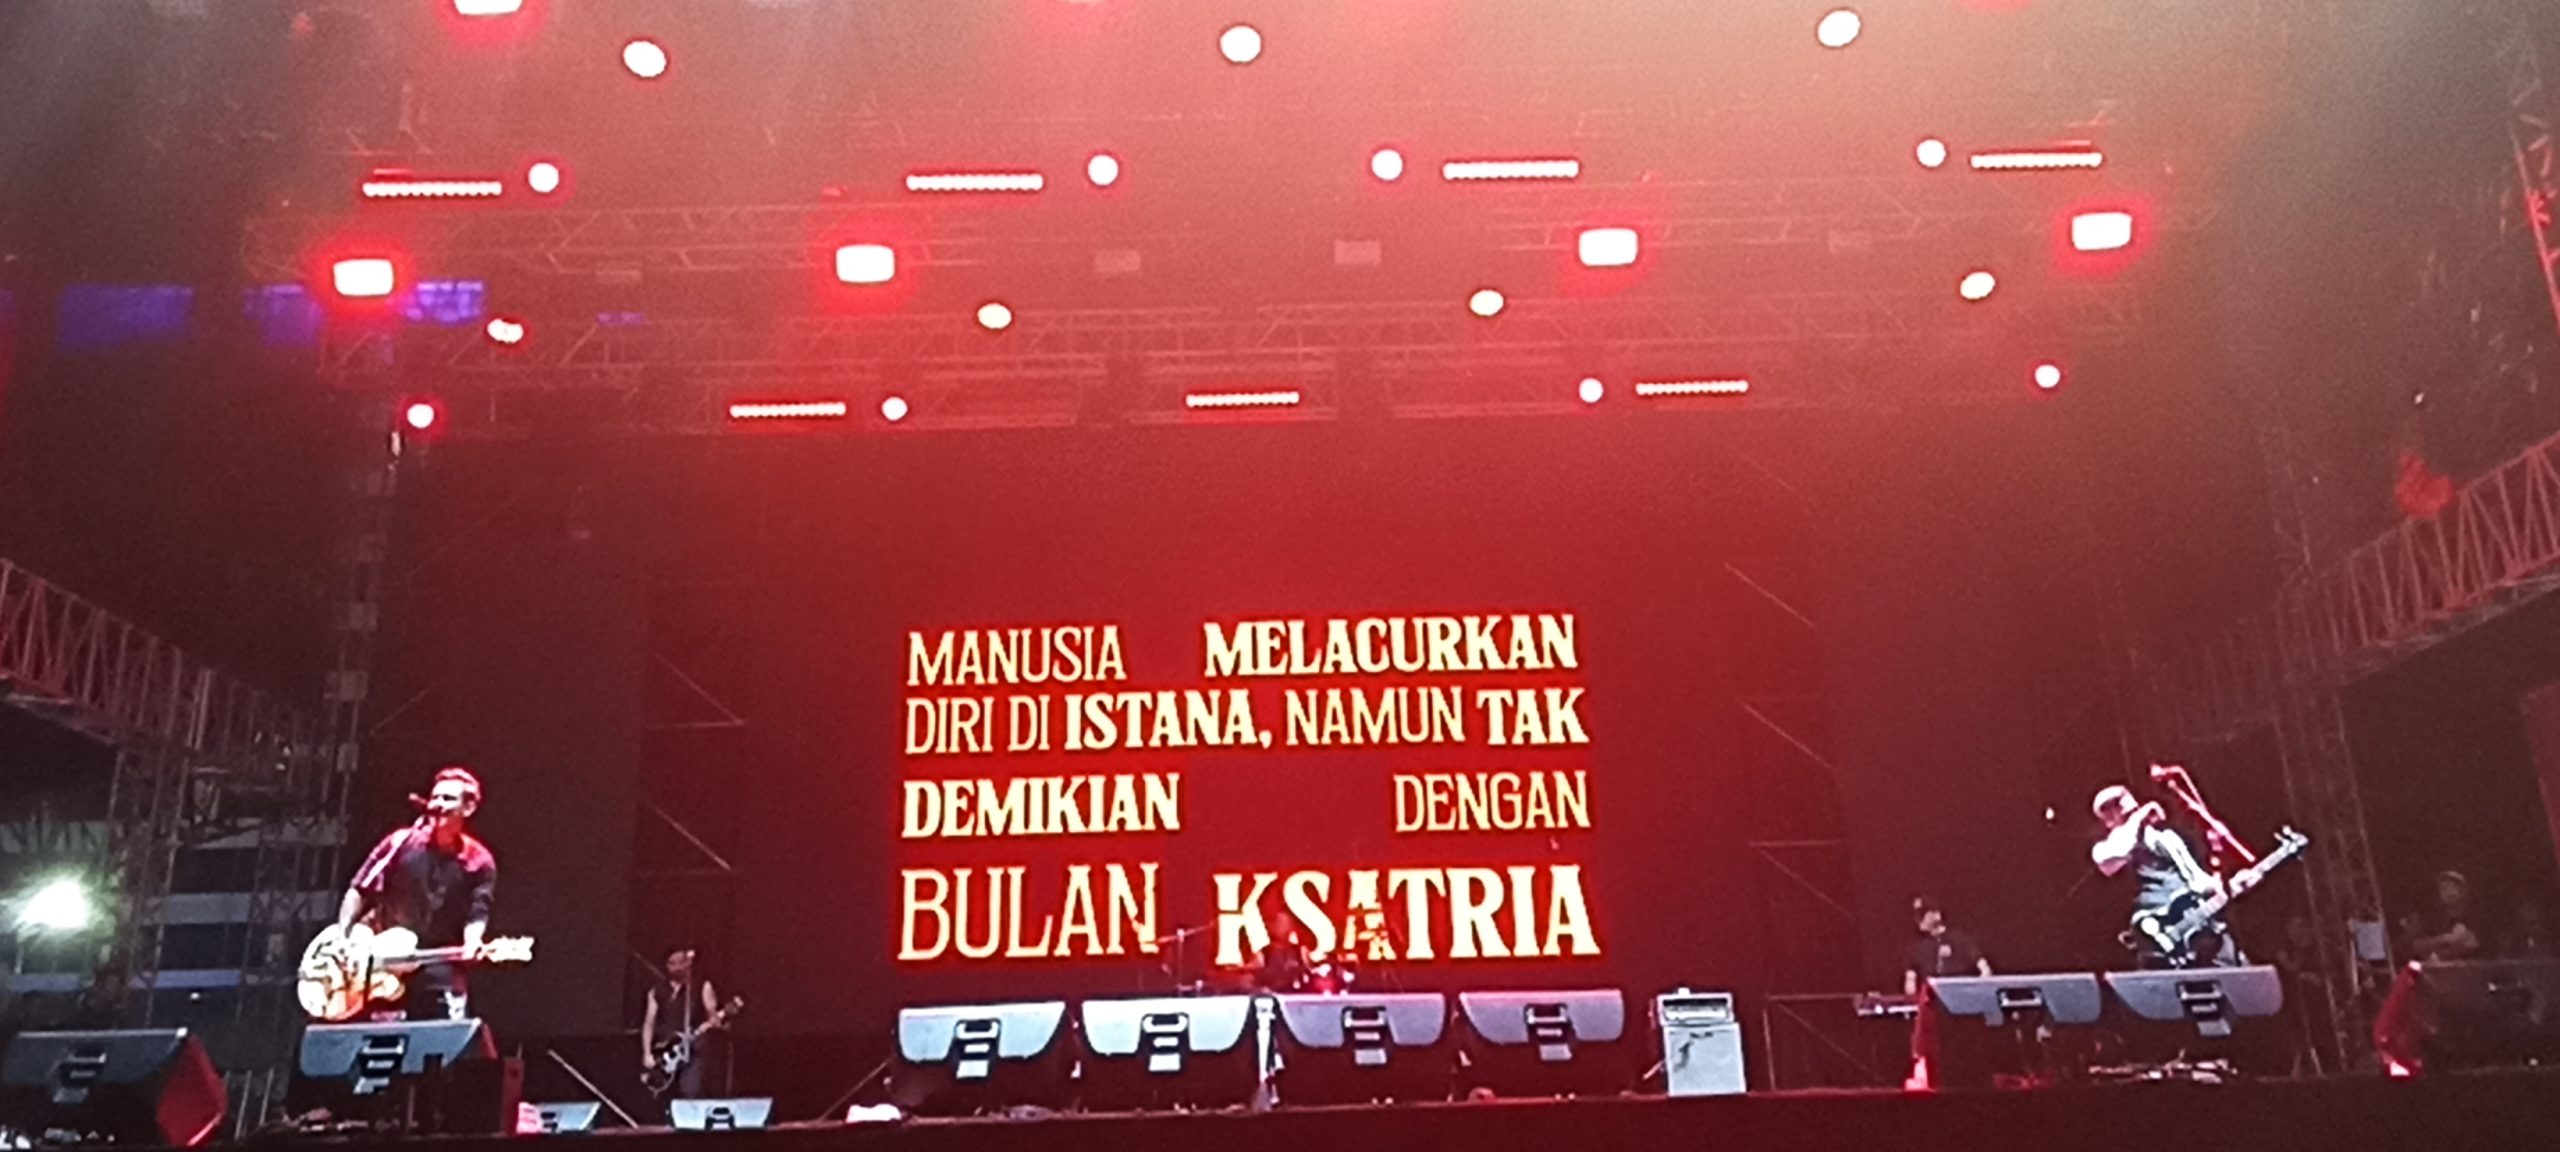 MANUSIA MELACURKAN
DIRI DI ISTANA, NAMUN TAK
DEMIKIAN DENGAN
BULAN KSATRIA